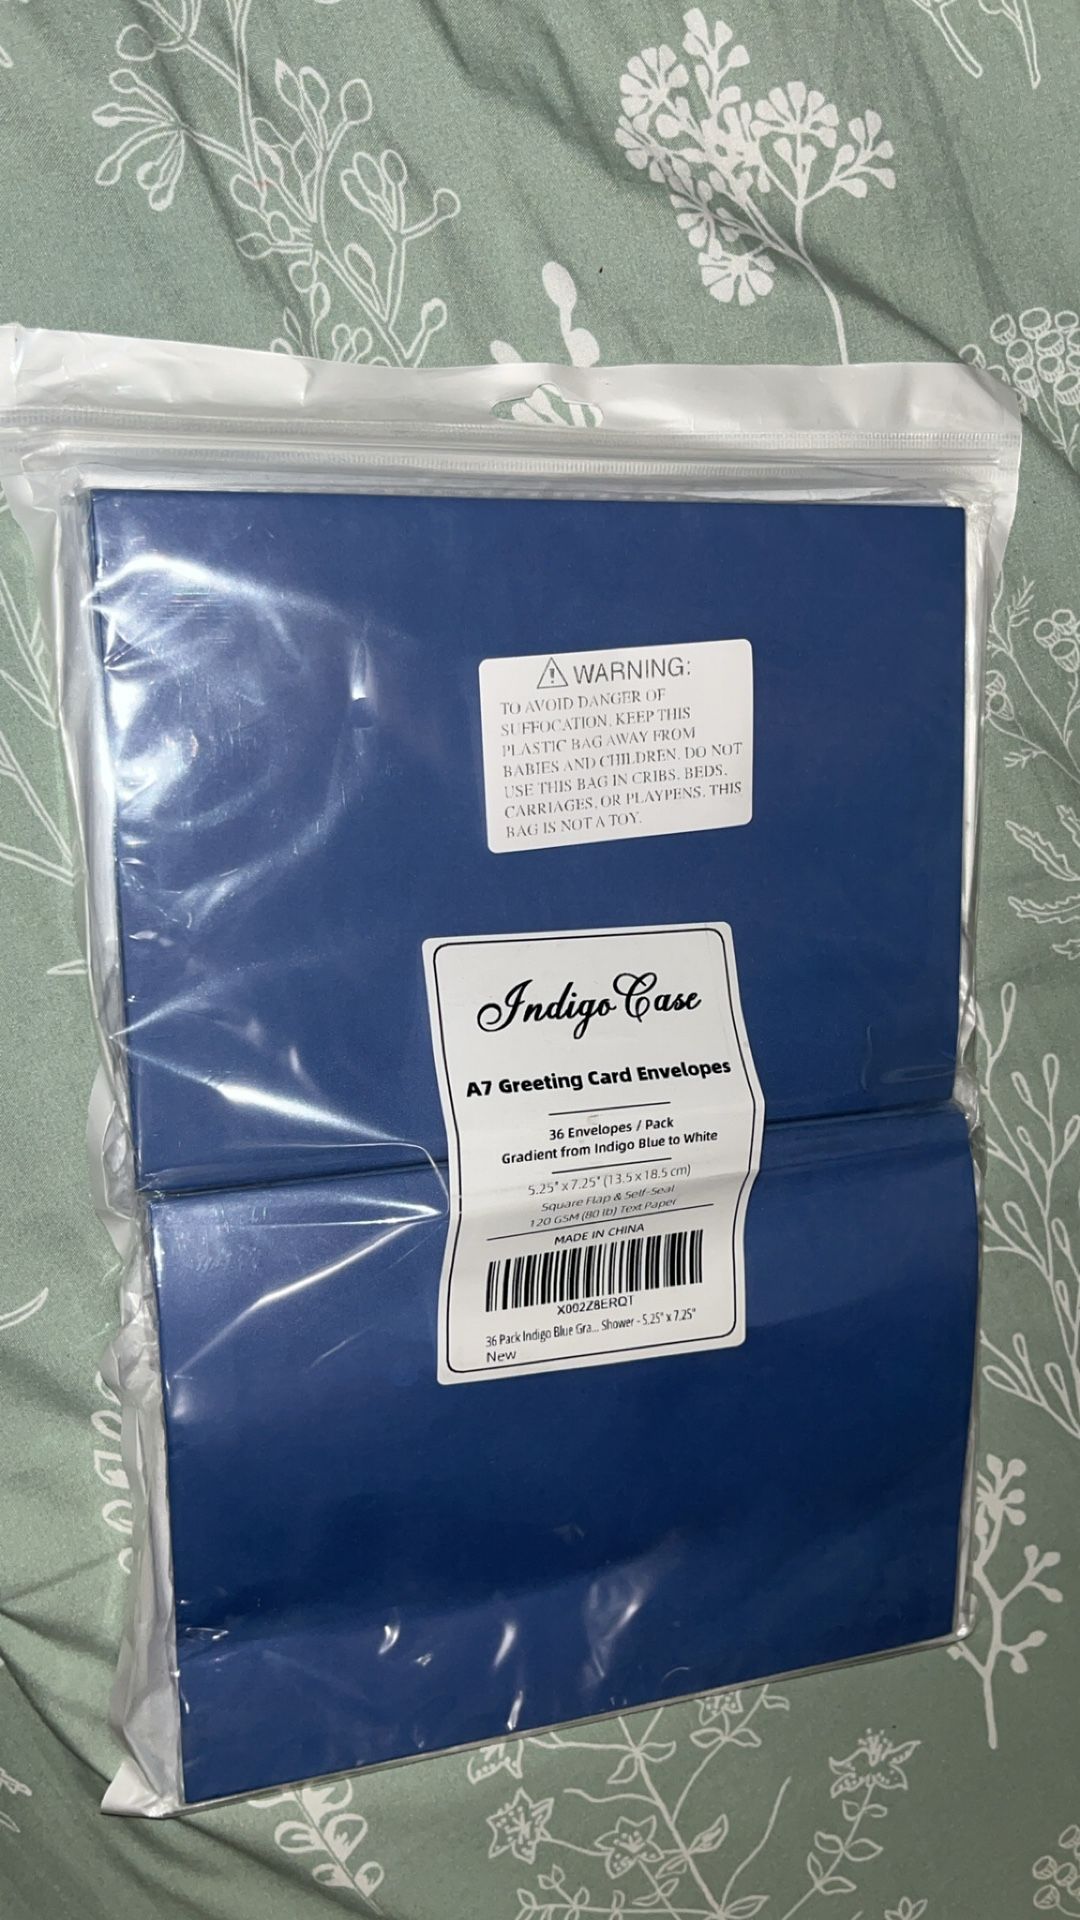 WARNING:
TO AVOID DANGER OF
SUFFOCATION, KEEP THIS
PLASTIC BAG AWAY FROM
BABIES AND CHILDREN. DO NOT
USE THIS BAG IN CRIBS, BEDS,
CARRIAGES, OR PLAYPENS. THIS
BAG IS NOT A TOY.
Indigo Case
A7 Greeting Card Envelopes
36 Envelopes / Pack
Gradient from Indigo Blue to White
5.25" x 7.25" (13.5 x 18.5 cm)
Square Flap & Self-Seal
120 GSM (80 lb) Text Paper
MADE IN CHINA
X002Z8ERQT
36 Pack Indigo Blue Gra... Shower - 5.25" x 7.25"
New